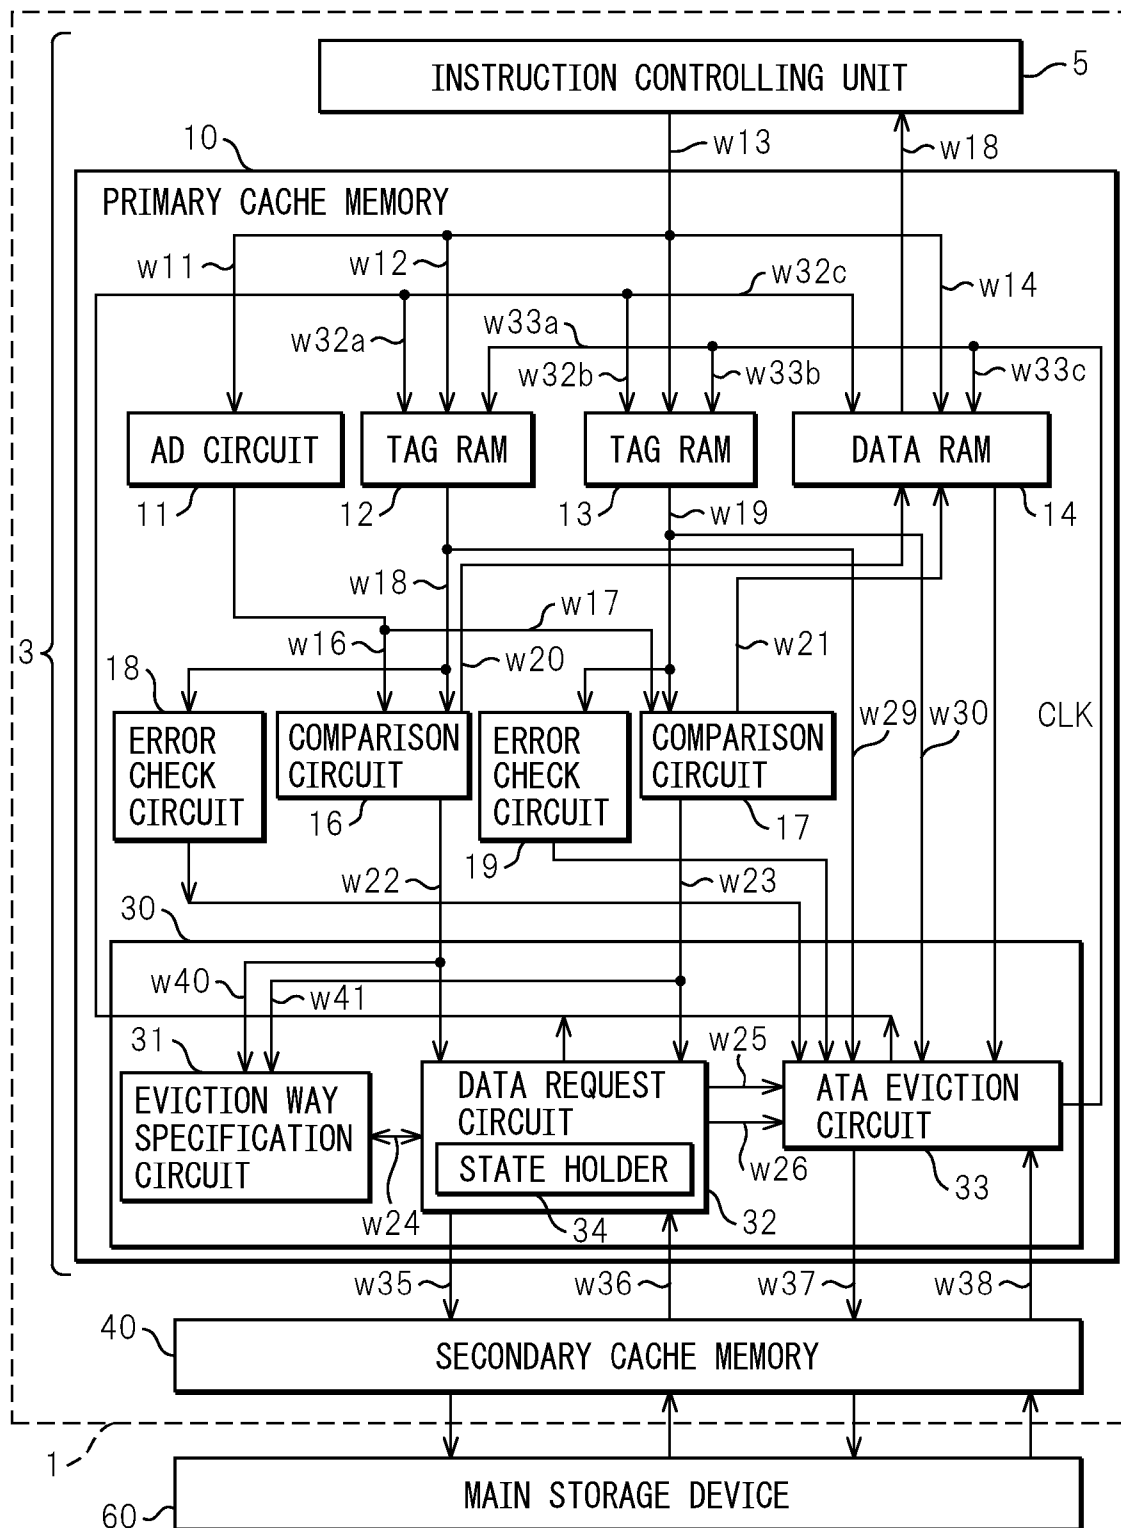 INSTRUCTION CONTROLLING UNIT
5
10
w13
w18
PRIMARY CACHE MEMORY
w11
w12
w32c
w14
w32a
w33a
w32b
w33b
w33c
AD CIRCUIT
TAG RAM
TAG RAM
DATA RAM
11
12
13
w19
14
w18
w17
3
w16
w20
w21
18
w29
w30
CLK
ERROR
CHECK
CIRCUIT
COMPARISON
CIRCUIT
ERROR
CHECK
CIRCUIT
COMPARISON
CIRCUIT
16
17
19
w22
w23
30
w40
w41
31
w25
EVICTION WAY
SPECIFICATION
CIRCUIT
DATA REQUEST
CIRCUIT
ATA EVICTION
CIRCUIT
STATE HOLDER
w26
33
w24
34
32
w35
w36
w37
w38
40
SECONDARY CACHE MEMORY
1
MAIN STORAGE DEVICE
60